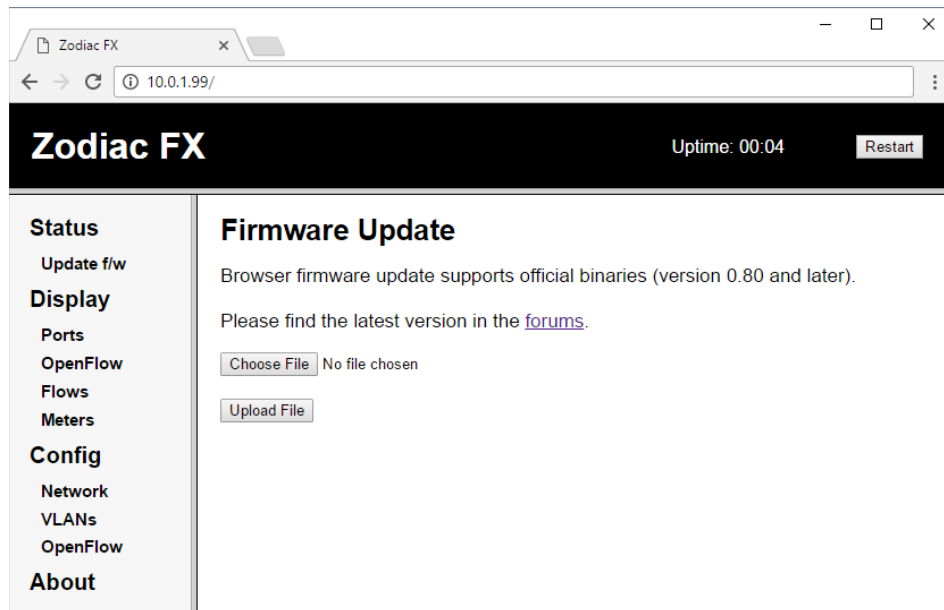 Zodiac FX
10.0.1.99/
Zodiac FX
Uptime: 00:04
Restart
Status
Update f/w
Display
Ports
OpenFlow
Flows
Meters
Config
Network
VLANs
OpenFlow
About
Firmware Update
Browser firmware update supports official binaries (version 0.80 and later).
Please find the latest version in the forums.
Choose File No file chosen
Upload File